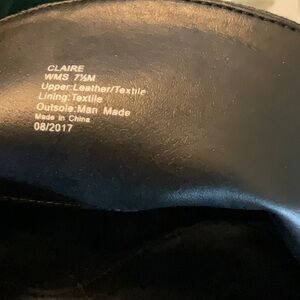 CLAIRE
WMS 7½M
Upper:Leather/Textile
Lining:Textile
Outsole:Man Made
Made In China
08/2017